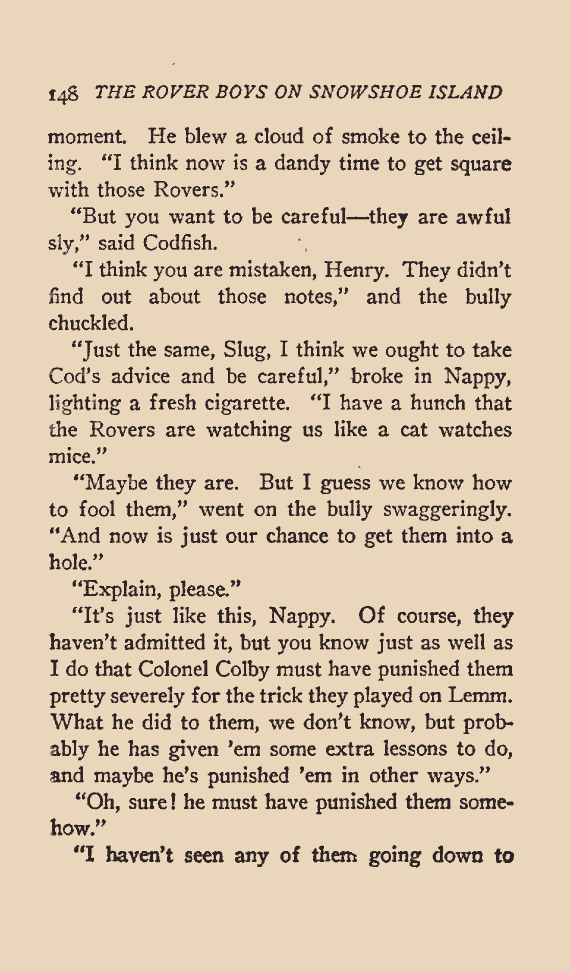 148 THE ROVER BOYS ON SNOWSHOE ISLAND
moment. He blew a cloud of smoke to the ceil-
ing. “I think now is a dandy time to get square
with those Rovers.”
“But you want to be careful—they are awful
sly,” said Codfish.
“I think you are mistaken, Henry. They didn’t
find out about those notes,” and the bully
chuckled.
“Just the same, Slug, I think we ought to take
Cod’s advice and be careful,” broke in Nappy,
lighting a fresh cigarette. “I have a hunch that
the Rovers are watching us like a cat watches
mice.”
“Maybe they are. But I guess we know how
to fool them,” went on the bully swaggeringly.
“And now is just our chance to get them into a
hole.”
“Explain, please.”
“It’s just like this, Nappy. Of course, they
haven’t admitted it, but you know just as well as
I do that Colonel Colby must have punished them
pretty severely for the trick they played on Lemm.
What he did to them, we don’t know, but prob-
ably he has given ’em some extra lessons to do,
and maybe he’s punished ’em in other ways.”
“Oh, sure! he must have punished them some-
how.”
“I haven’t seen any of them going down to